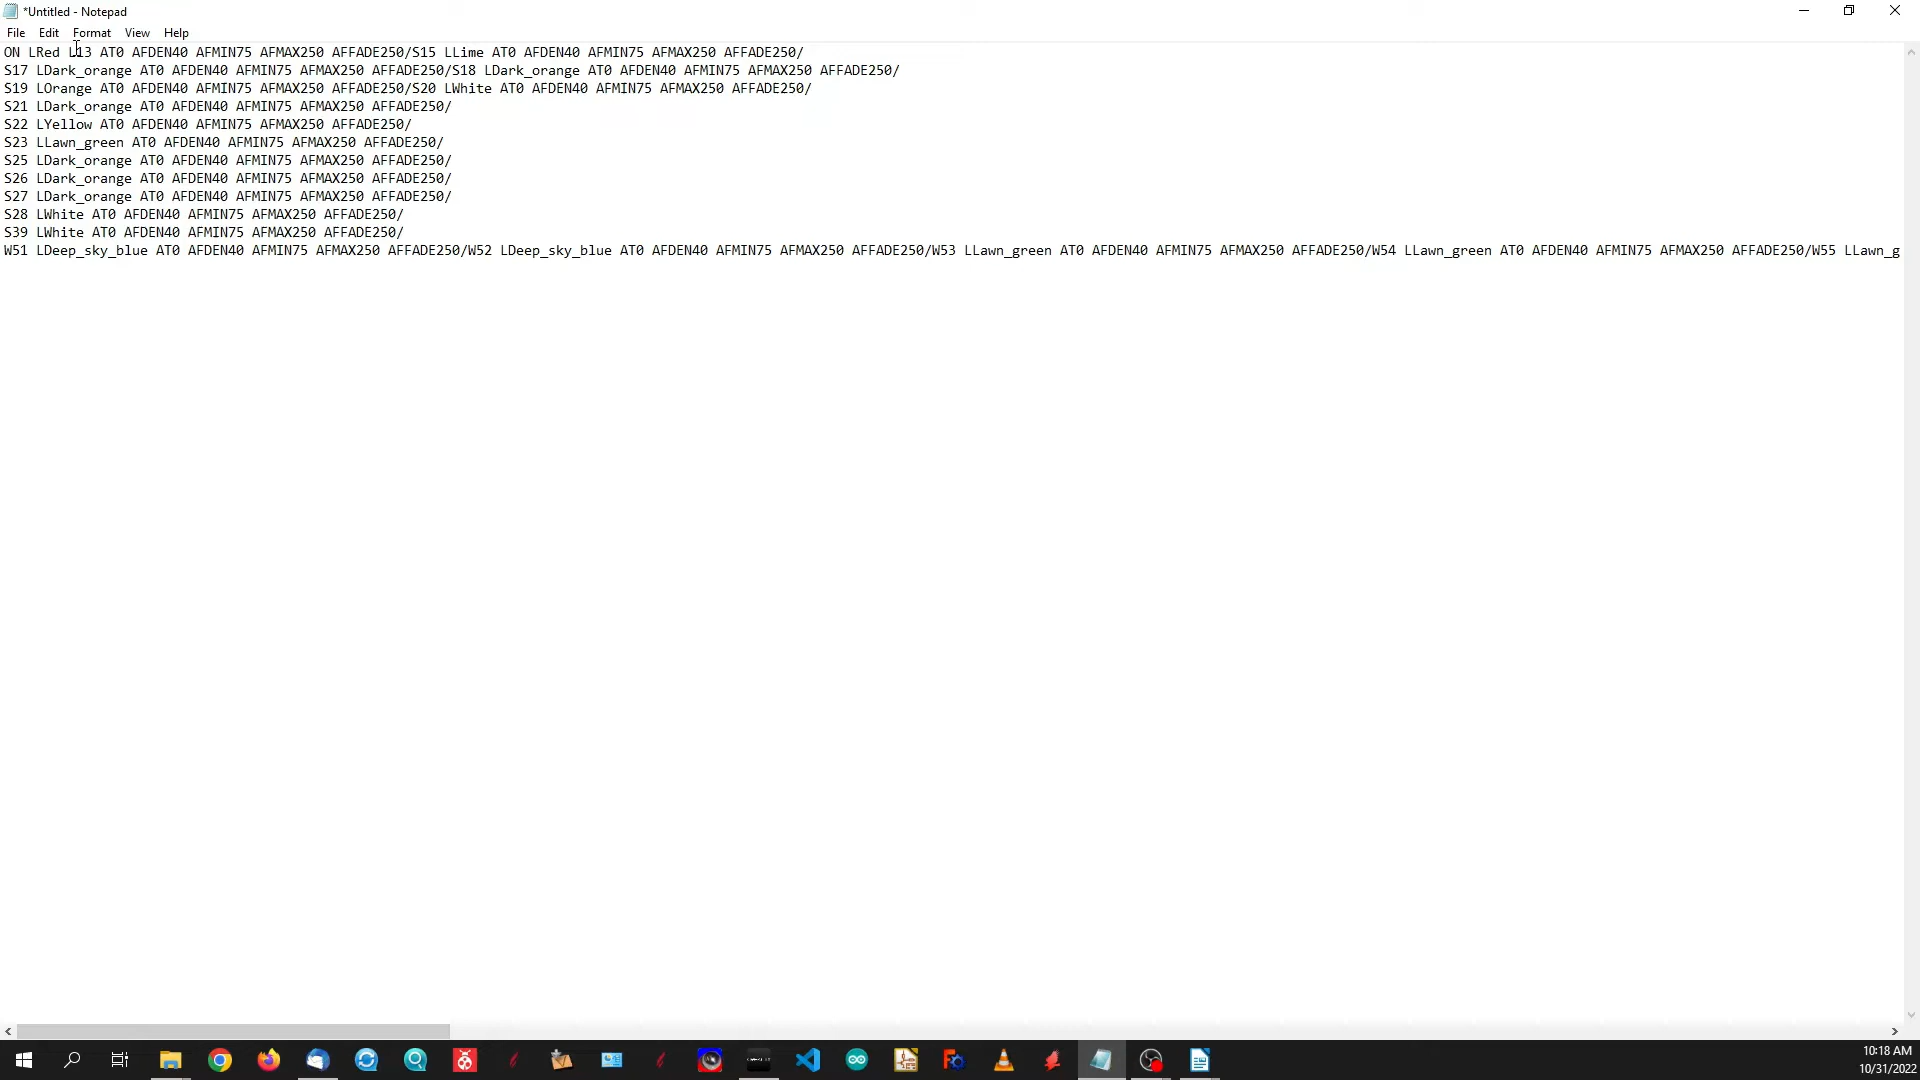 *Untitled - Notepad
File Edit Format View Help
ON LRed L13 AT0 AFDEN40 AFMIN75 AFMAX250 AFFADE250/S15 LLime AT0 AFDEN40 AFMIN75 AFMAX250 AFFADE250/
S17 LDark_orange AT0 AFDEN40 AFMIN75 AFMAX250 AFFADE250/S18 LDark_orange AT0 AFDEN40 AFMIN75 AFMAX250 AFFADE250/
S19 LOrange AT0 AFDEN40 AFMIN75 AFMAX250 AFFADE250/S20 LWhite AT0 AFDEN40 AFMIN75 AFMAX250 AFFADE250/
S21 LDark_orange AT0 AFDEN40 AFMIN75 AFMAX250 AFFADE250/
S22 LYellow AT0 AFDEN40 AFMIN75 AFMAX250 AFFADE250/
S23 LLawn_green AT0 AFDEN40 AFMIN75 AFMAX250 AFFADE250/
S25 LDark_orange AT0 AFDEN40 AFMIN75 AFMAX250 AFFADE250/
S26 LDark_orange AT0 AFDEN40 AFMIN75 AFMAX250 AFFADE250/
S27 LDark_orange AT0 AFDEN40 AFMIN75 AFMAX250 AFFADE250/
S28 LWhite AT0 AFDEN40 AFMIN75 AFMAX250 AFFADE250/
S39 LWhite AT0 AFDEN40 AFMIN75 AFMAX250 AFFADE250/
W51 LDeep_sky_blue AT0 AFDEN40 AFMIN75 AFMAX250 AFFADE250/W52 LDeep_sky_blue AT0 AFDEN40 AFMIN75 AFMAX250 AFFADE250/W53 LLawn_green AT0 AFDEN40 AFMIN75 AFMAX250 AFFADE250/W54 LLawn_green AT0 AFDEN40 AFMIN75 AFMAX250 AFFADE250/W55 LLawn_g
10:18 AM
10/31/2022